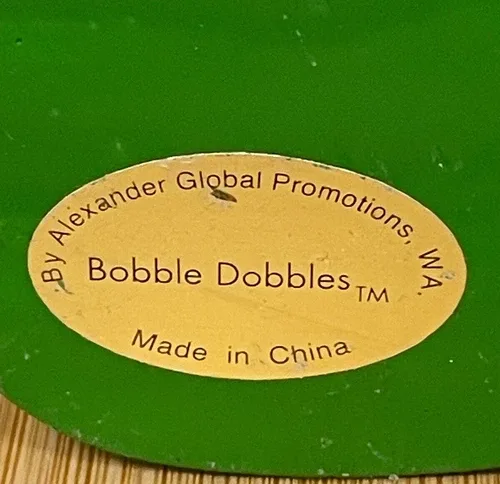 By Alexander Global Promotions, WA.
Bobble Dobbles TM
Made in China